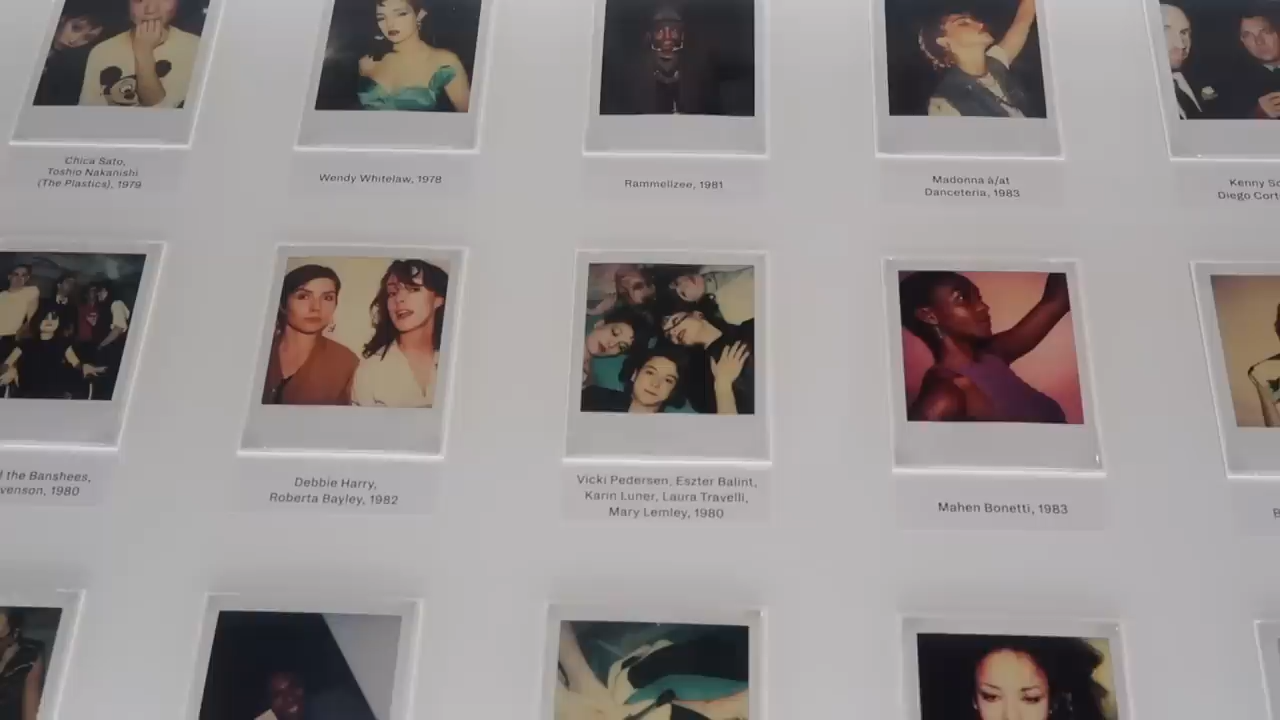 Chica Sato,
Toshio Nakanishi
(The Plastics), 1979
Wendy Whitelaw, 1978
Rammellzee, 1981
Madonna à/at
Danceteria, 1983
Kenny
Diego
the Banshees,
1980
Debbie Harry,
Roberta Bayley, 1982
Vicki Pedersen, Eszter Balint,
Karin Luner, Laura Travelli,
Mary Lemley, 1980
Mahen Bonetti, 1983